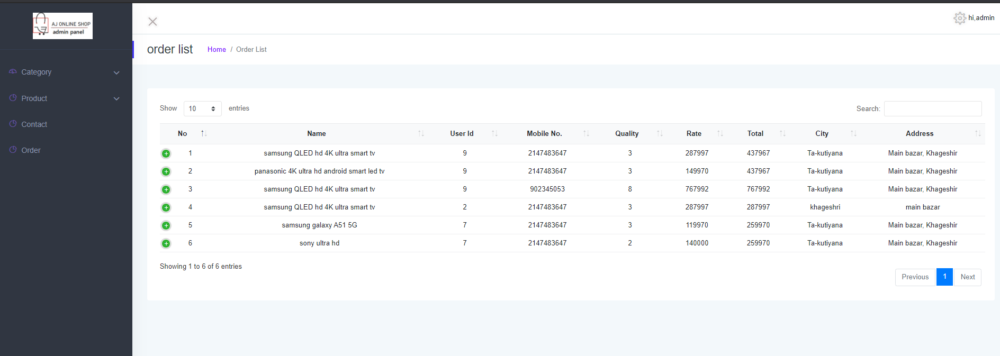 AJ ONLINE SHOP
admin panel
hi,admin
order list Home / Order List
Category
Product
Contact
Order
Show 10 entries Search:
No Name User Id Mobile No. Quality Rate Total City Address
1 samsung QLED hd 4K ultra smart tv 9 2147483647 3 287997 437967 Ta-kutiyana Main bazar, Khageshir
2 panasonic 4K ultra hd android smart led tv 9 2147483647 3 149970 437967 Ta-kutiyana Main bazar, Khageshir
3 samsung QLED hd 4K ultra smart tv 9 902345053 8 767992 767992 Ta-kutiyana Main bazar, Khageshir
4 samsung QLED hd 4K ultra smart tv 2 2147483647 3 287997 287997 khageshri main bazar
5 samsung galaxy A51 5G 7 2147483647 3 119970 259970 Ta-kutiyana Main bazar, Khageshir
6 sony ultra hd 7 2147483647 2 140000 259970 Ta-kutiyana Main bazar, Khageshir
Showing 1 to 6 of 6 entries
Previous 1 Next